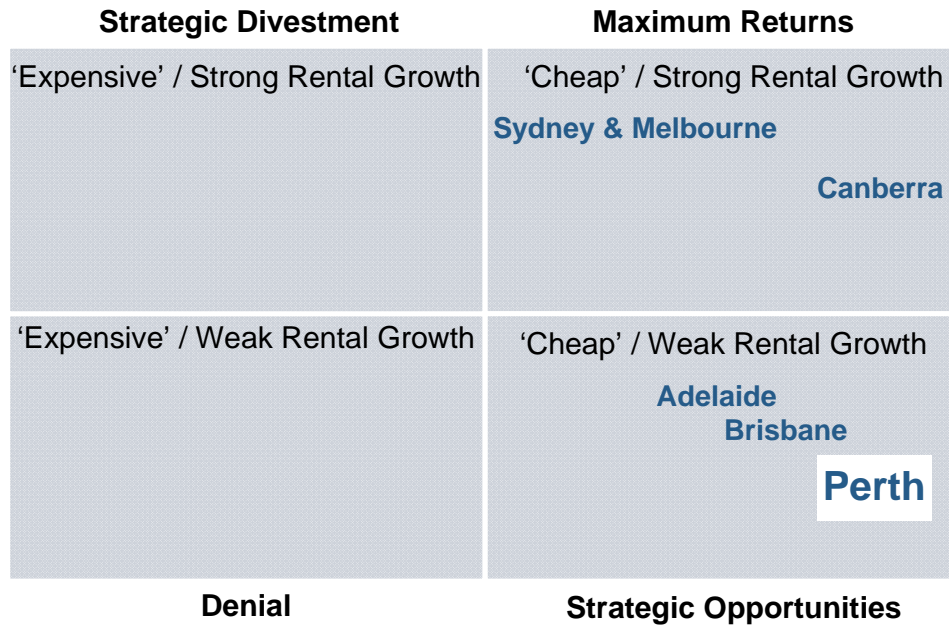 Strategic Divestment
Maximum Returns
‘Expensive’ / Strong Rental Growth
‘Cheap’ / Strong Rental Growth
Sydney & Melbourne
Canberra
‘Expensive’ / Weak Rental Growth
‘Cheap’ / Weak Rental Growth
Adelaide
Brisbane
Perth
Denial
Strategic Opportunities